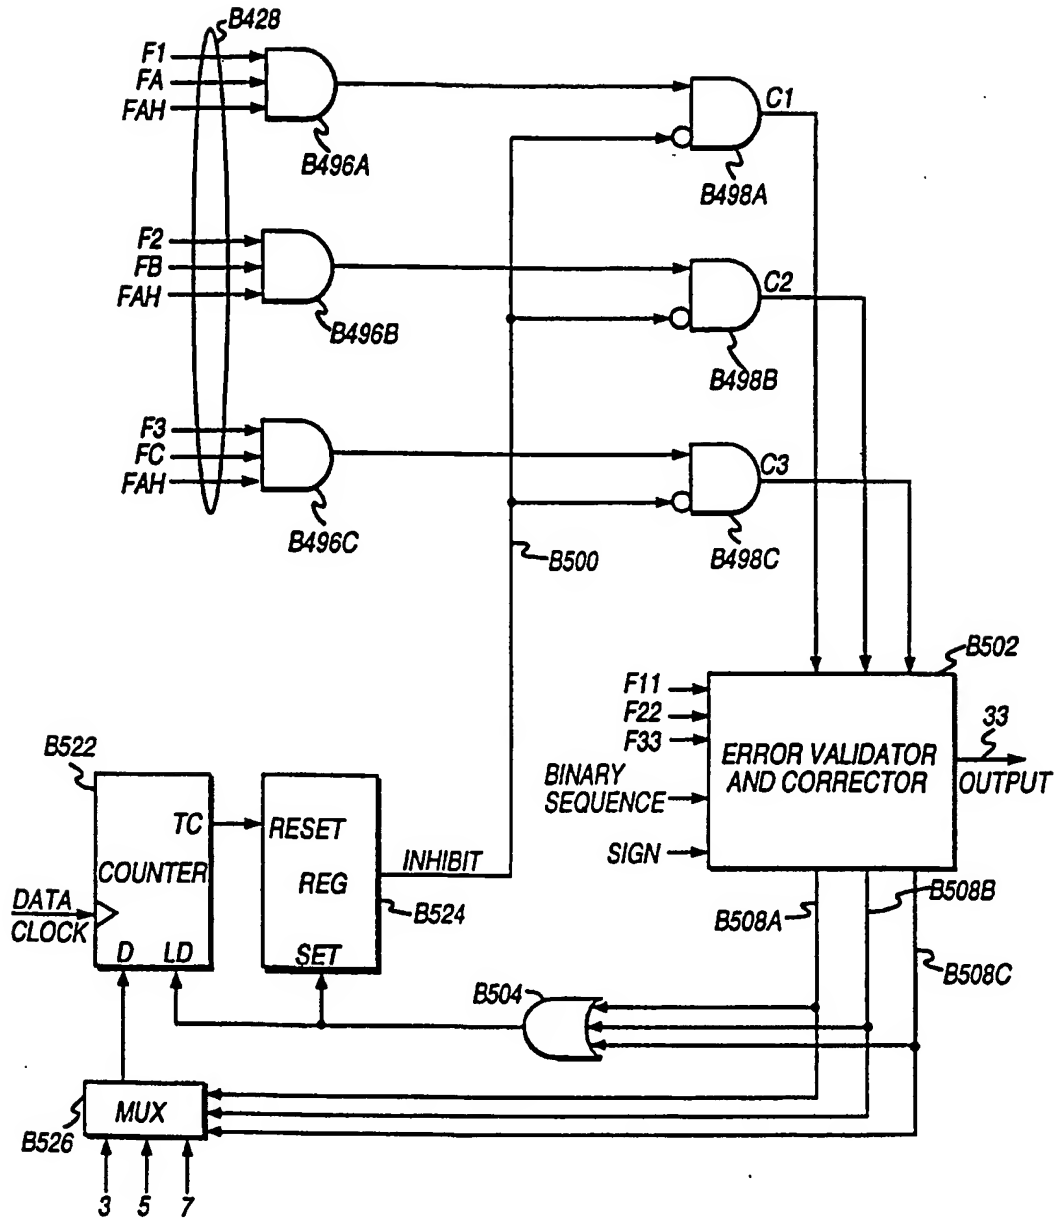 B428
F1
FA
FAH
B496A
C1
B498A
F2
FB
FAH
B496B
C2
B498B
F3
FC
FAH
B496C
C3
B498C
B500
B502
F11
F22
F33
BINARY
SEQUENCE
SIGN
ERROR VALIDATOR
AND CORRECTOR
33
OUTPUT
B522
TC
COUNTER
DATA
CLOCK
D
LD
RESET
REG
SET
INHIBIT
B524
B508A
B508B
B508C
B504
MUX
B526
3
5
7